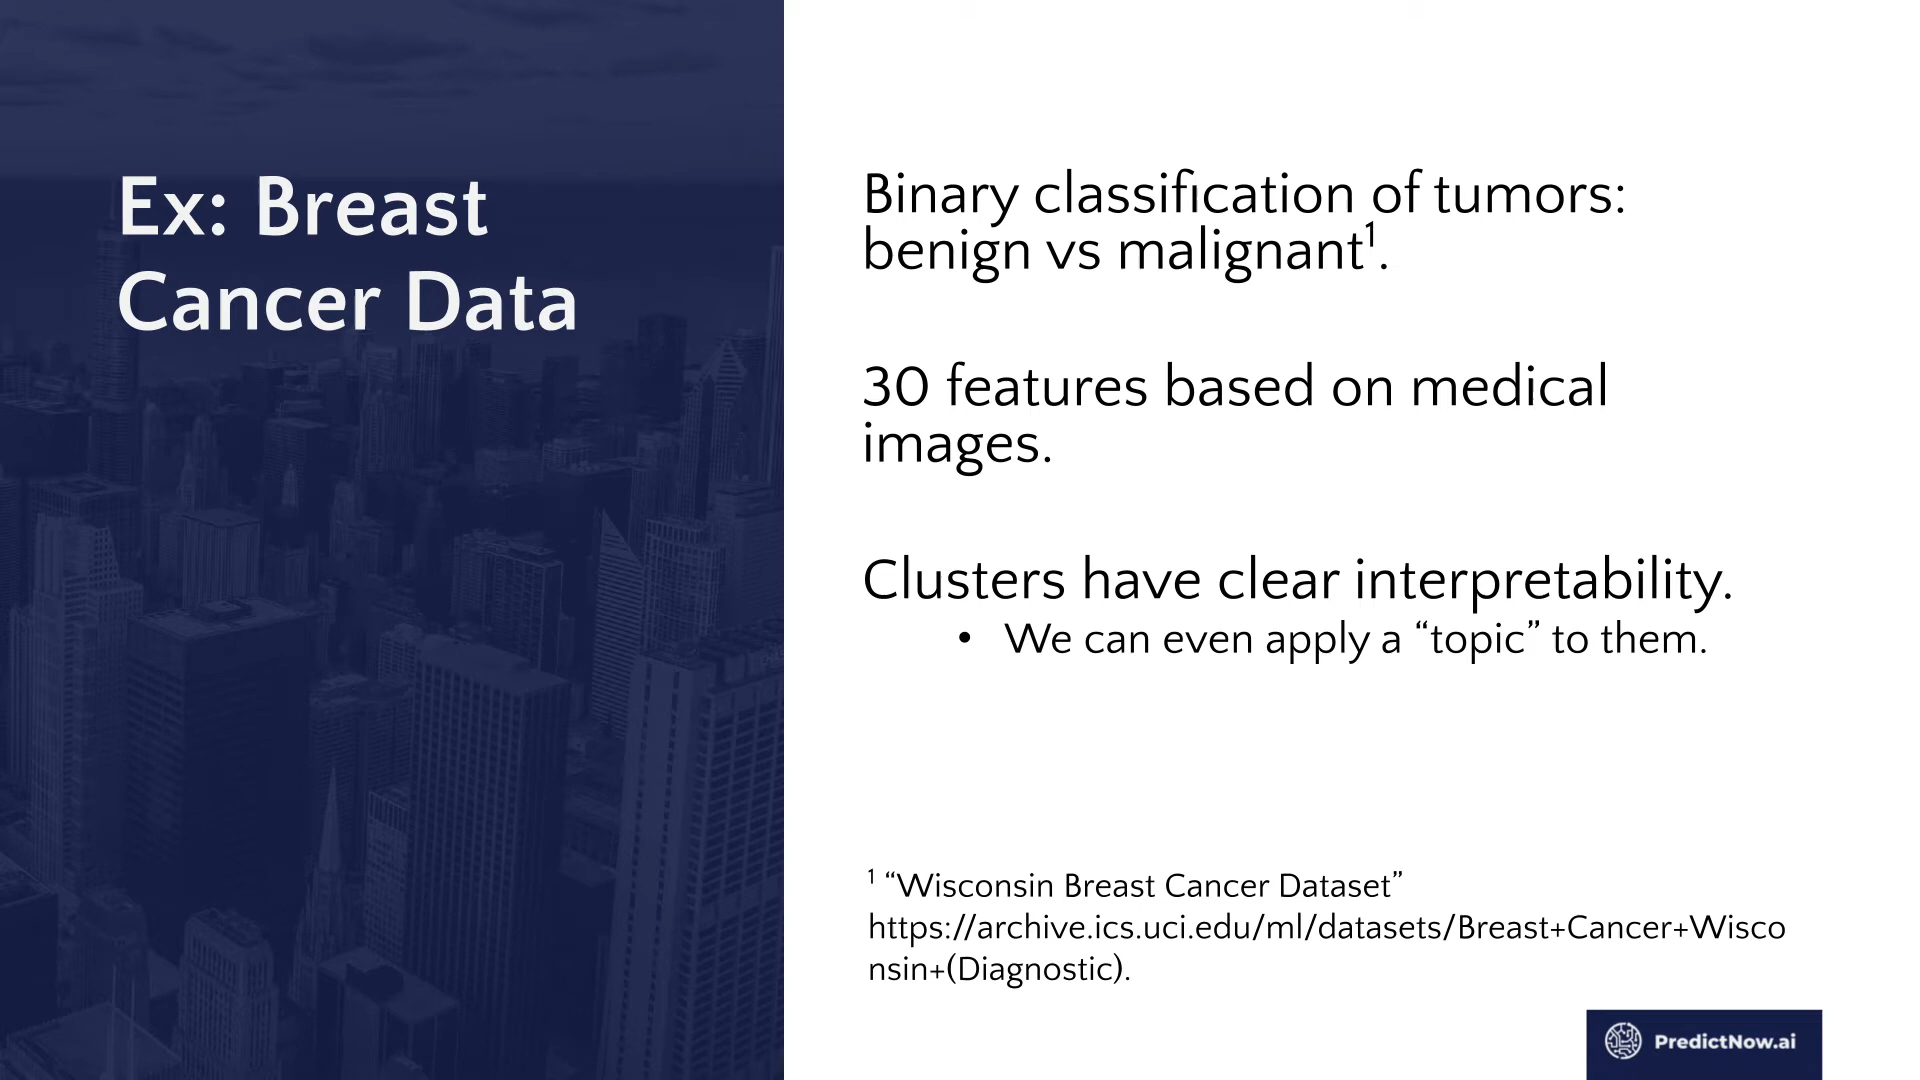 Ex: Breast
Cancer Data
Binary classification of tumors:
benign vs malignant¹.
30 features based on medical
images.
Clusters have clear interpretability.
• We can even apply a “topic” to them.
¹ “Wisconsin Breast Cancer Dataset”
https://archive.ics.uci.edu/ml/datasets/Breast+Cancer+Wisco
nsin+(Diagnostic).
PredictNow.ai